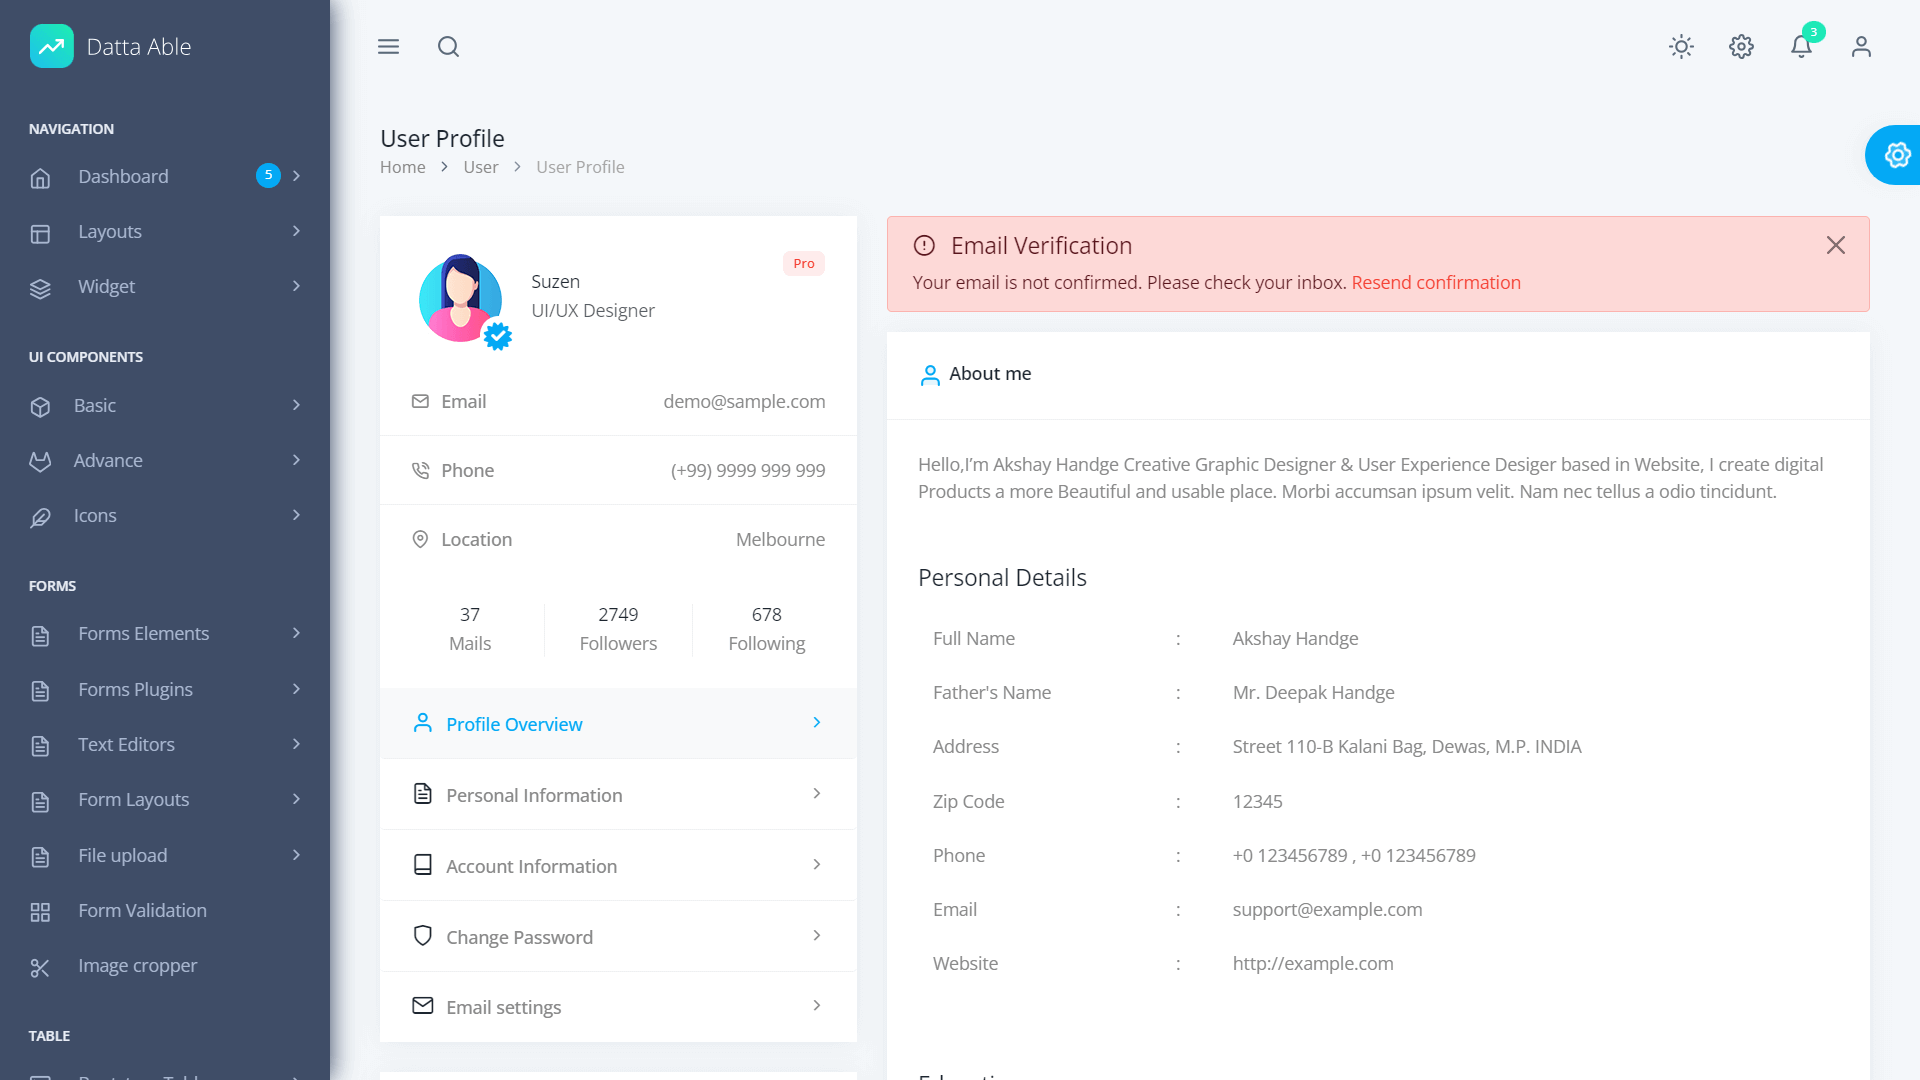 Datta Able
NAVIGATION
Dashboard 5
Layouts
Widget
UI COMPONENTS
Basic
Advance
Icons
FORMS
Forms Elements
Forms Plugins
Text Editors
Form Layouts
File upload
Form Validation
Image cropper
TABLE
3
User Profile
Home > User > User Profile
Pro
Suzen
UI/UX Designer
Email demo@sample.com
Phone (+99) 9999 999 999
Location Melbourne
37 2749 678
Mails Followers Following
Profile Overview
Personal Information
Account Information
Change Password
Email settings
Email Verification
Your email is not confirmed. Please check your inbox. Resend confirmation
About me
Hello,I’m Akshay Handge Creative Graphic Designer & User Experience Desiger based in Website, I create digital
Products a more Beautiful and usable place. Morbi accumsan ipsum velit. Nam nec tellus a odio tincidunt.
Personal Details
Full Name : Akshay Handge
Father's Name : Mr. Deepak Handge
Address : Street 110-B Kalani Bag, Dewas, M.P. INDIA
Zip Code : 12345
Phone : +0 123456789 , +0 123456789
Email : support@example.com
Website : http://example.com